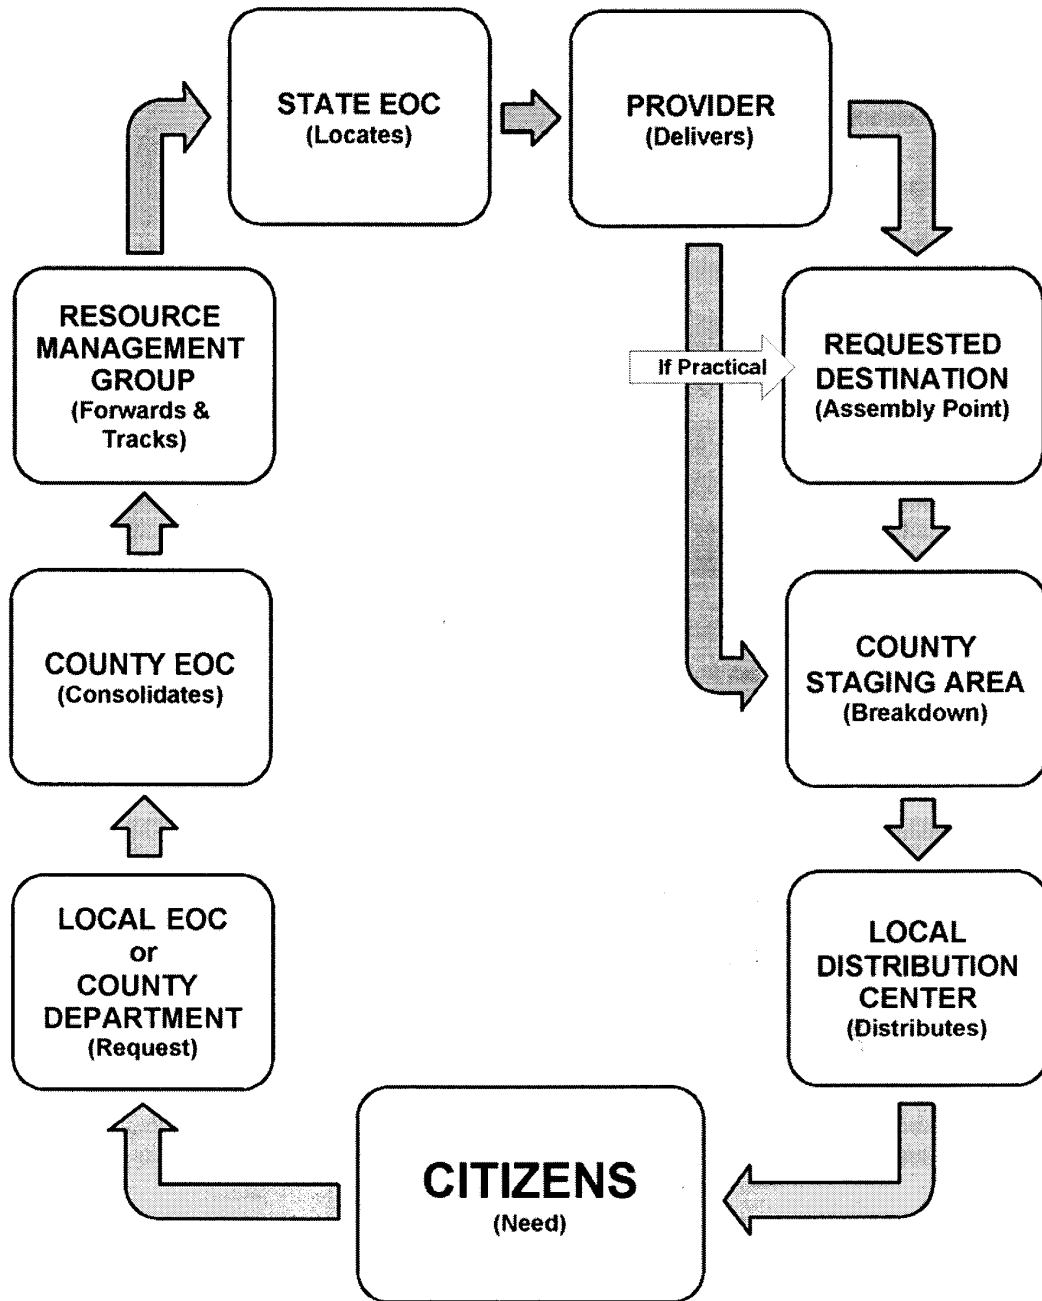 STATE EOC
(Locates)
PROVIDER
(Delivers)
RESOURCE
MANAGEMENT
GROUP
(Forwards &
Tracks)
If Practical
REQUESTED
DESTINATION
(Assembly Point)
COUNTY EOC
(Consolidates)
COUNTY
STAGING AREA
(Breakdown)
LOCAL EOC
or
COUNTY
DEPARTMENT
(Request)
LOCAL
DISTRIBUTION
CENTER
(Distributes)
CITIZENS
(Need)